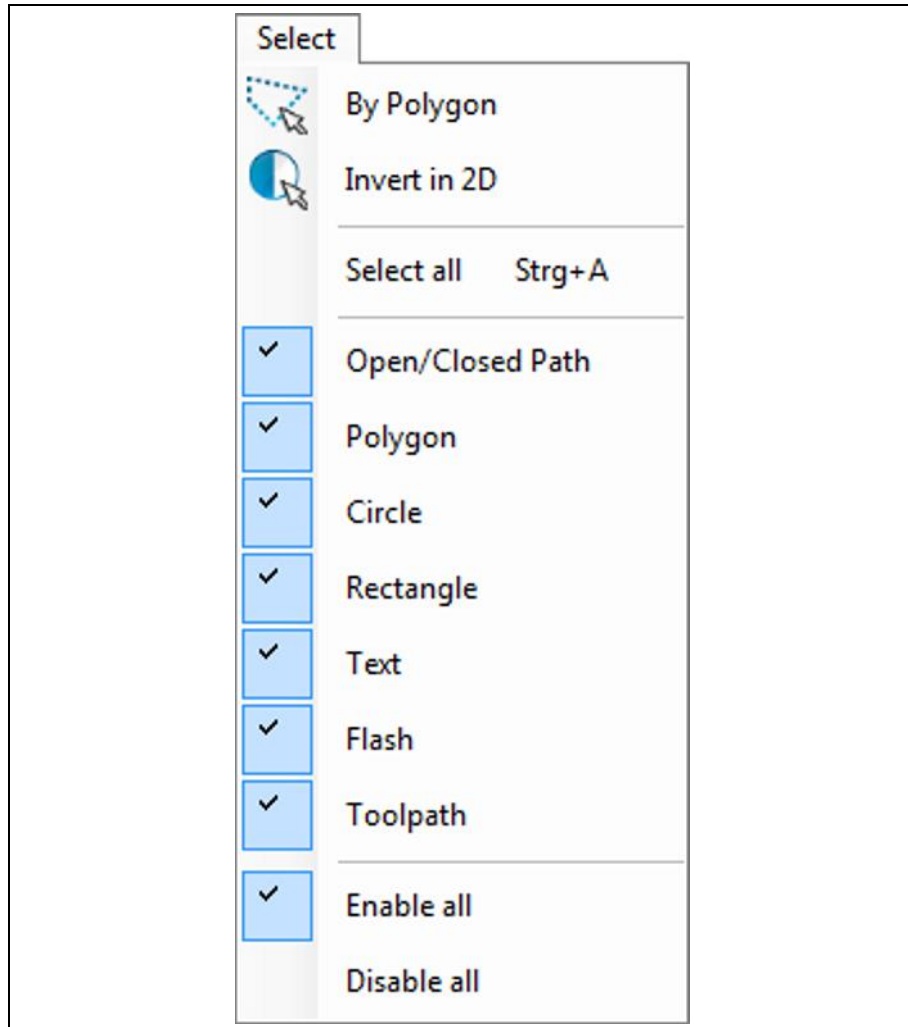 Select
By Polygon
Invert in 2D
Select all Strg+A
Open/Closed Path
Polygon
Circle
Rectangle
Text
Flash
Toolpath
Enable all
Disable all